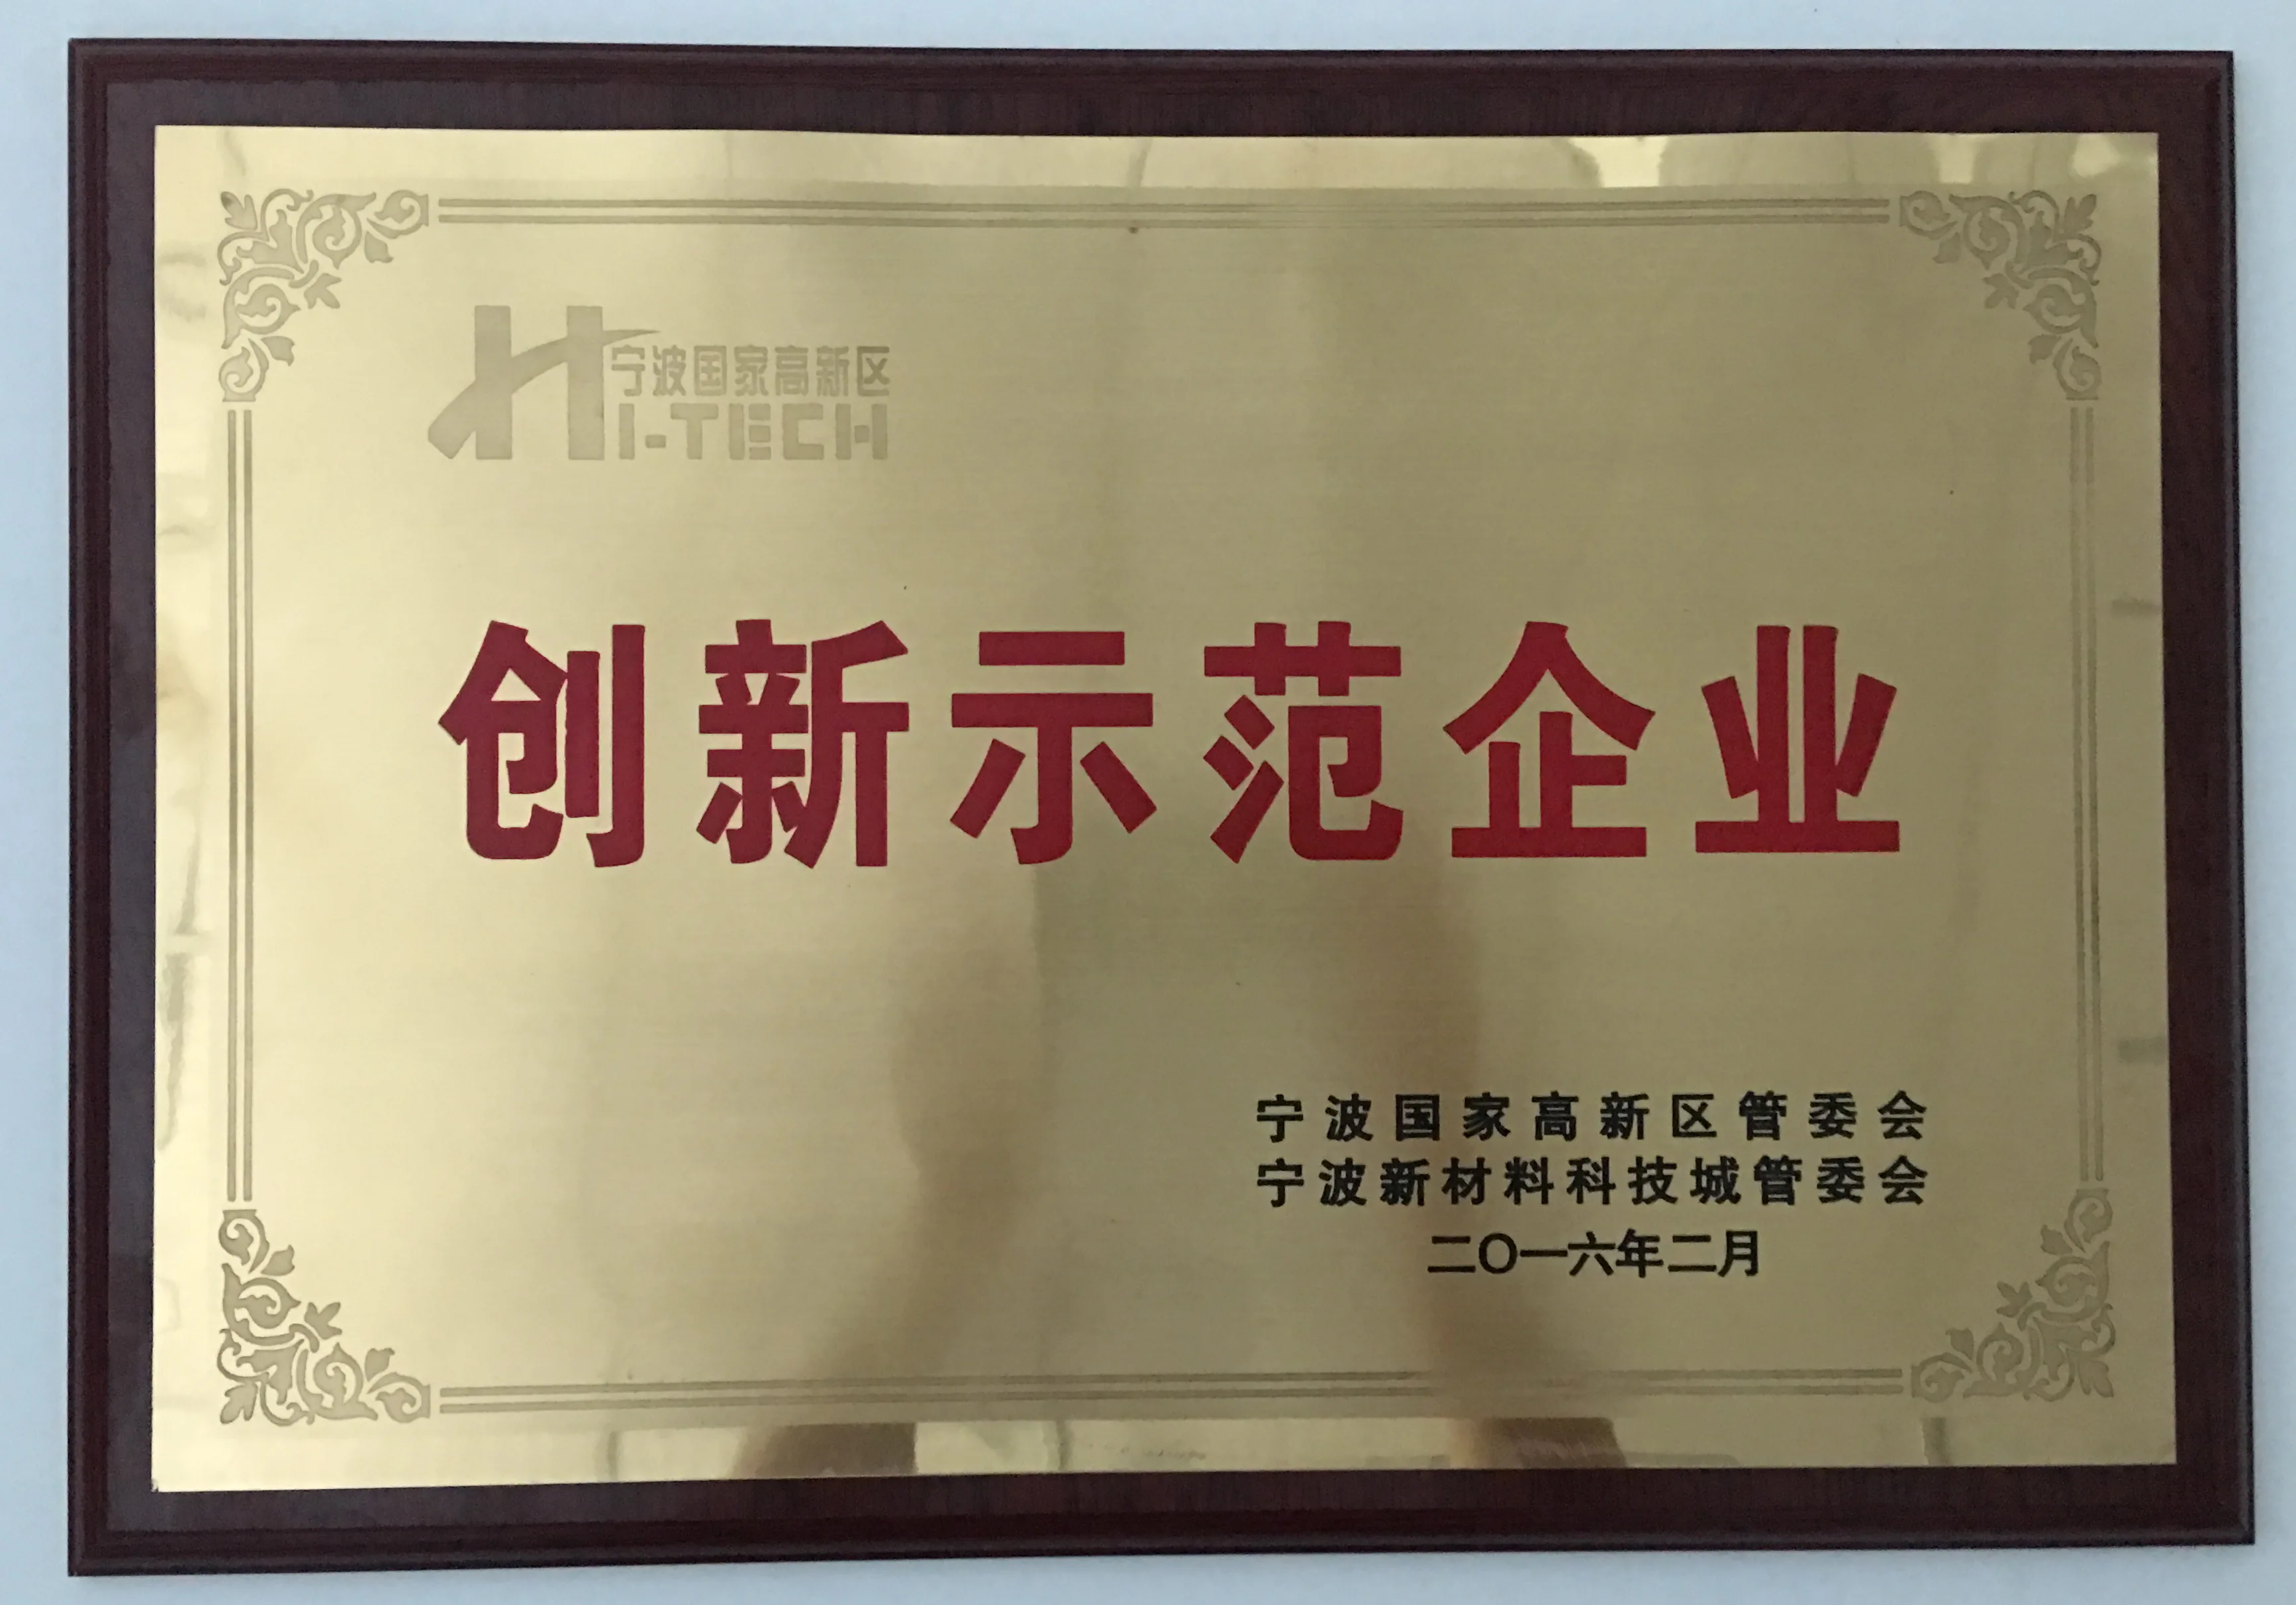 宁波国家高新区
HI-TECH
创新示范企业
宁波国家高新区管委会
宁波新材料科技城管委会
二〇一六年二月